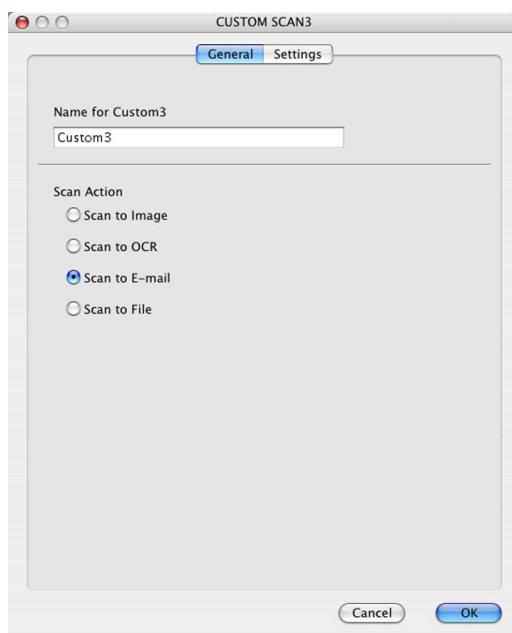 CUSTOM SCAN3
General Settings
Name for Custom3
Custom3
Scan Action
Scan to Image
Scan to OCR
Scan to E-mail
Scan to File
Cancel OK